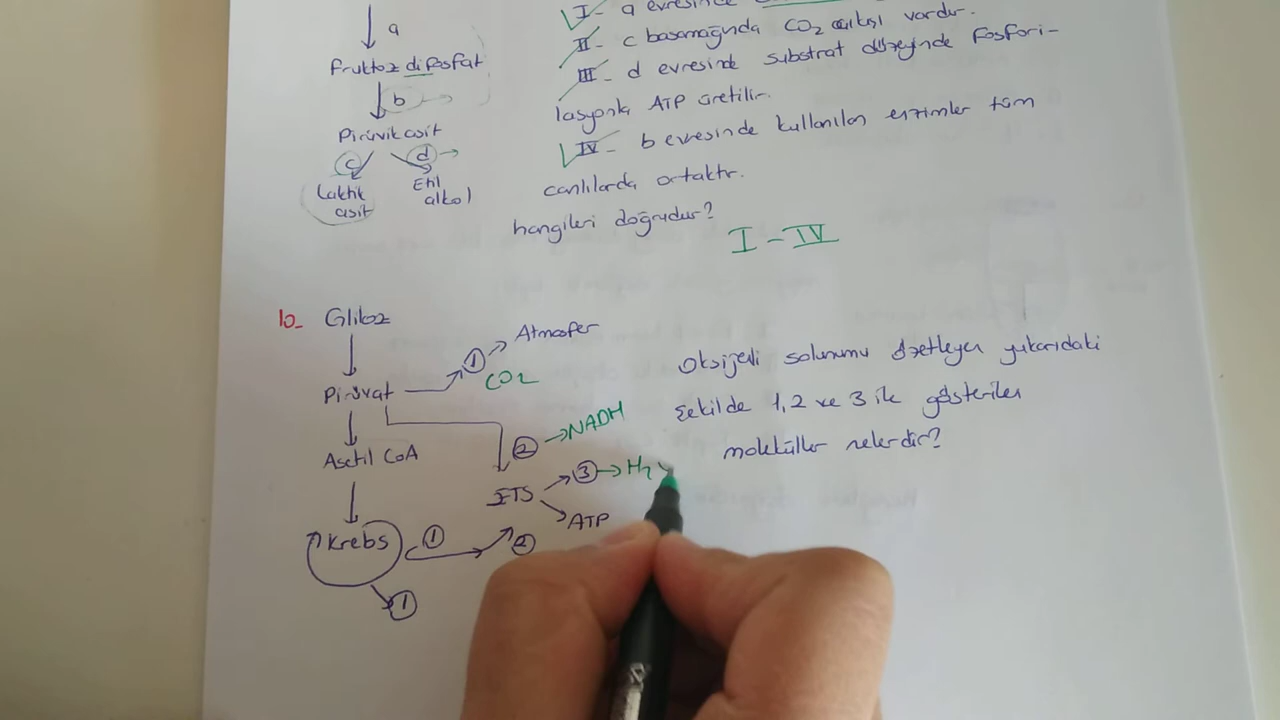 I- a evresinde
a
II- c basamağında CO2 çıkışı vardır.
Fruktoz di fosfat
III- d evresinde substrat düzeyinde fosfori-
b
lasyonla ATP üretilir.
Pirüvik asit
IV- b evresinde kullanılan enzimler tüm
c d
canlılarda ortaktır.
Laktik asit
Etil alkol
hangileri doğrudur?
I - IV
10- Glikoz
1 Atmosfer
CO2
Pirüvat
Oksijenli solunumu özetleyen yukarıdaki
şekilde 1, 2 ve 3 ile gösterilen
moleküller nelerdir?
2 NADH
Asetil CoA
3 H2
ETS
ATP
Krebs
1
2
1